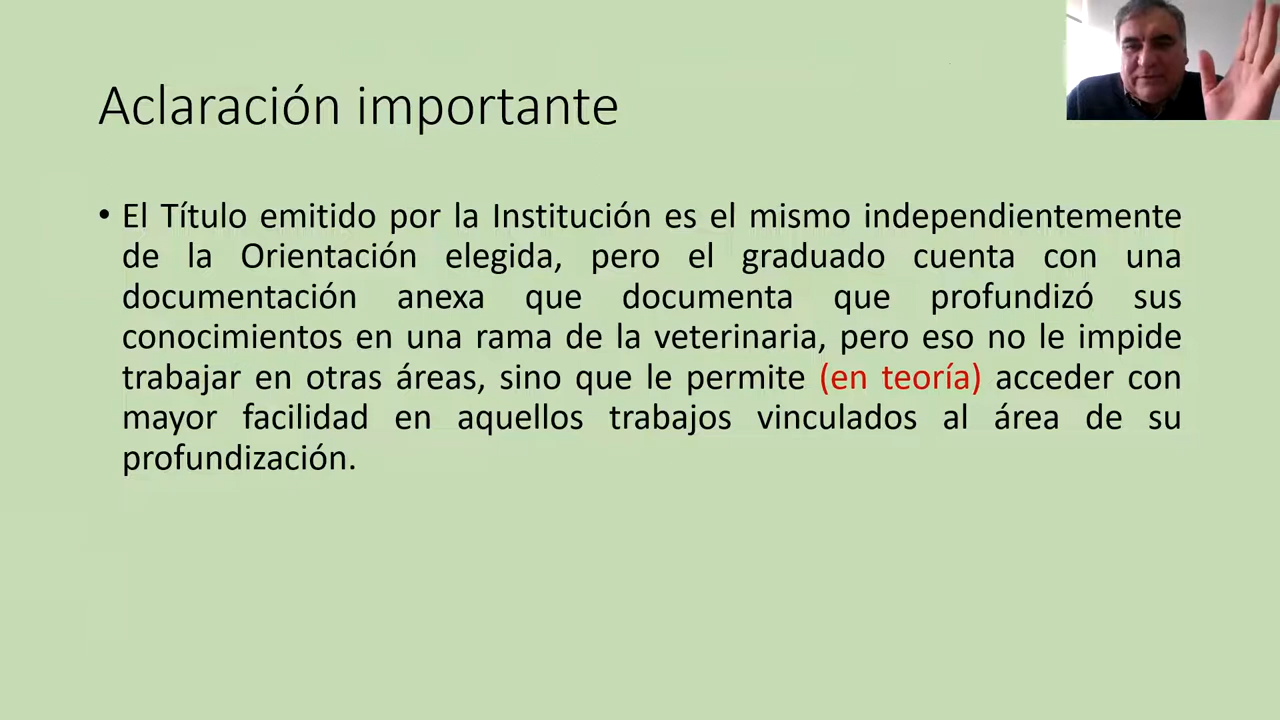 Aclaración importante
• El Título emitido por la Institución es el mismo independientemente
de la Orientación elegida, pero el graduado cuenta con una
documentación anexa que documenta que profundizó sus
conocimientos en una rama de la veterinaria, pero eso no le impide
trabajar en otras áreas, sino que le permite (en teoría) acceder con
mayor facilidad en aquellos trabajos vinculados al área de su
profundización.